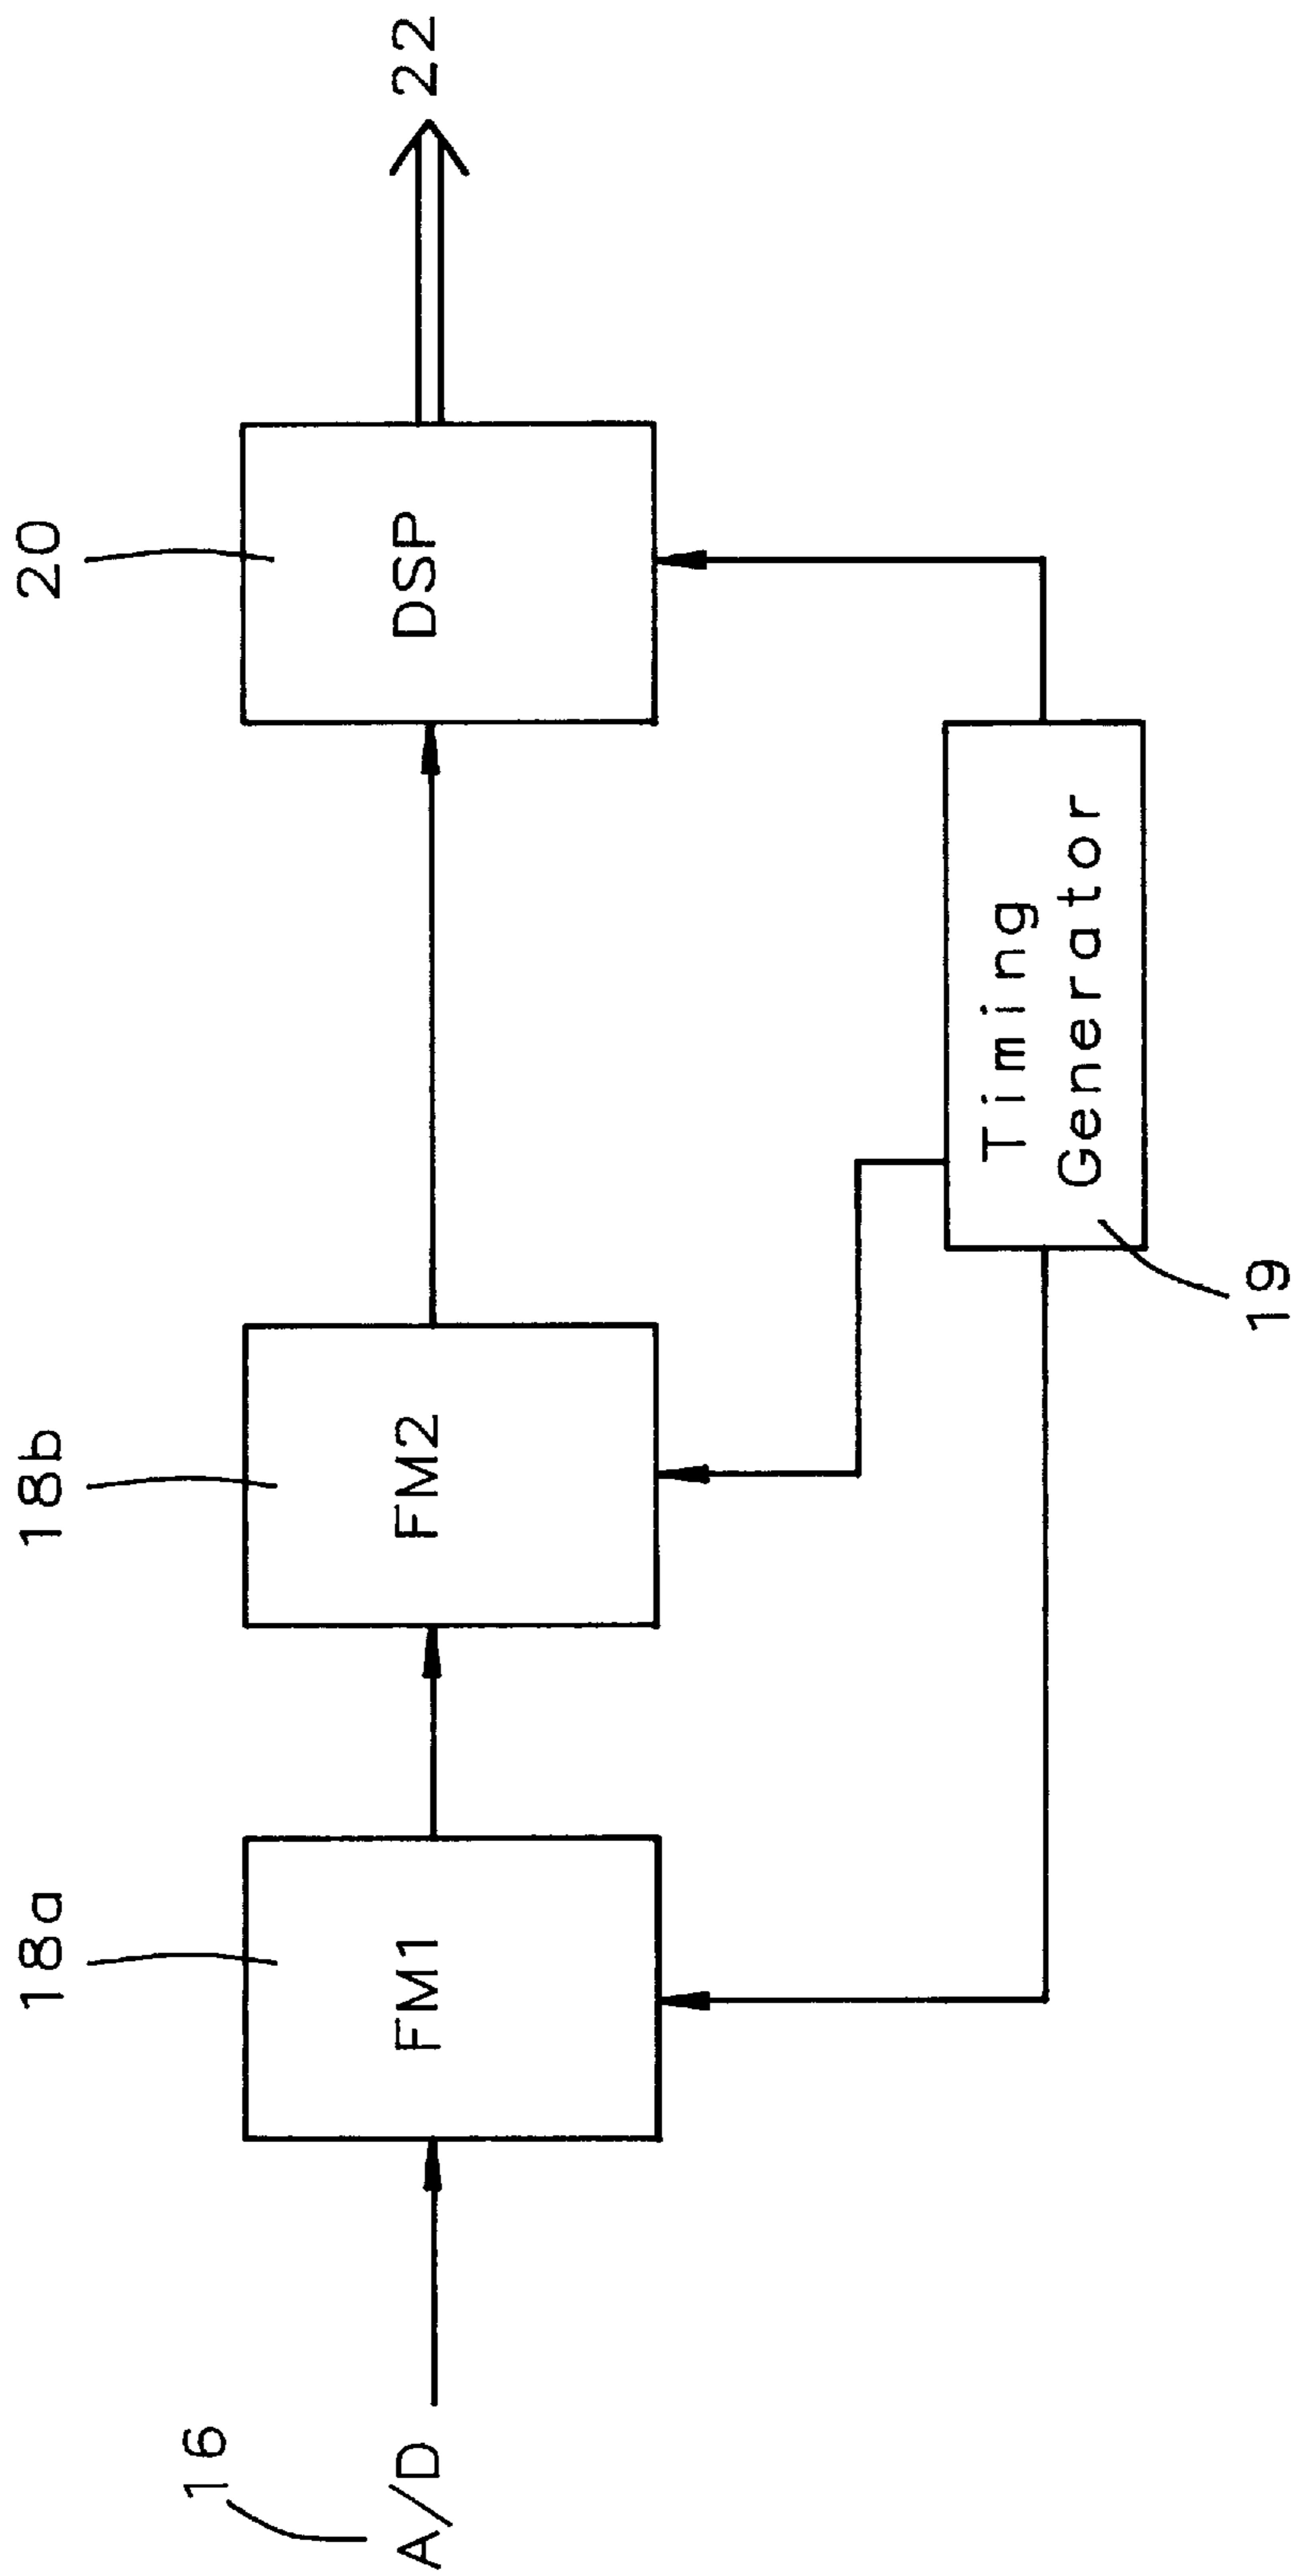 18a
18b
20
16
A/D
FM1
FM2
DSP
22
Timing
Generator
19